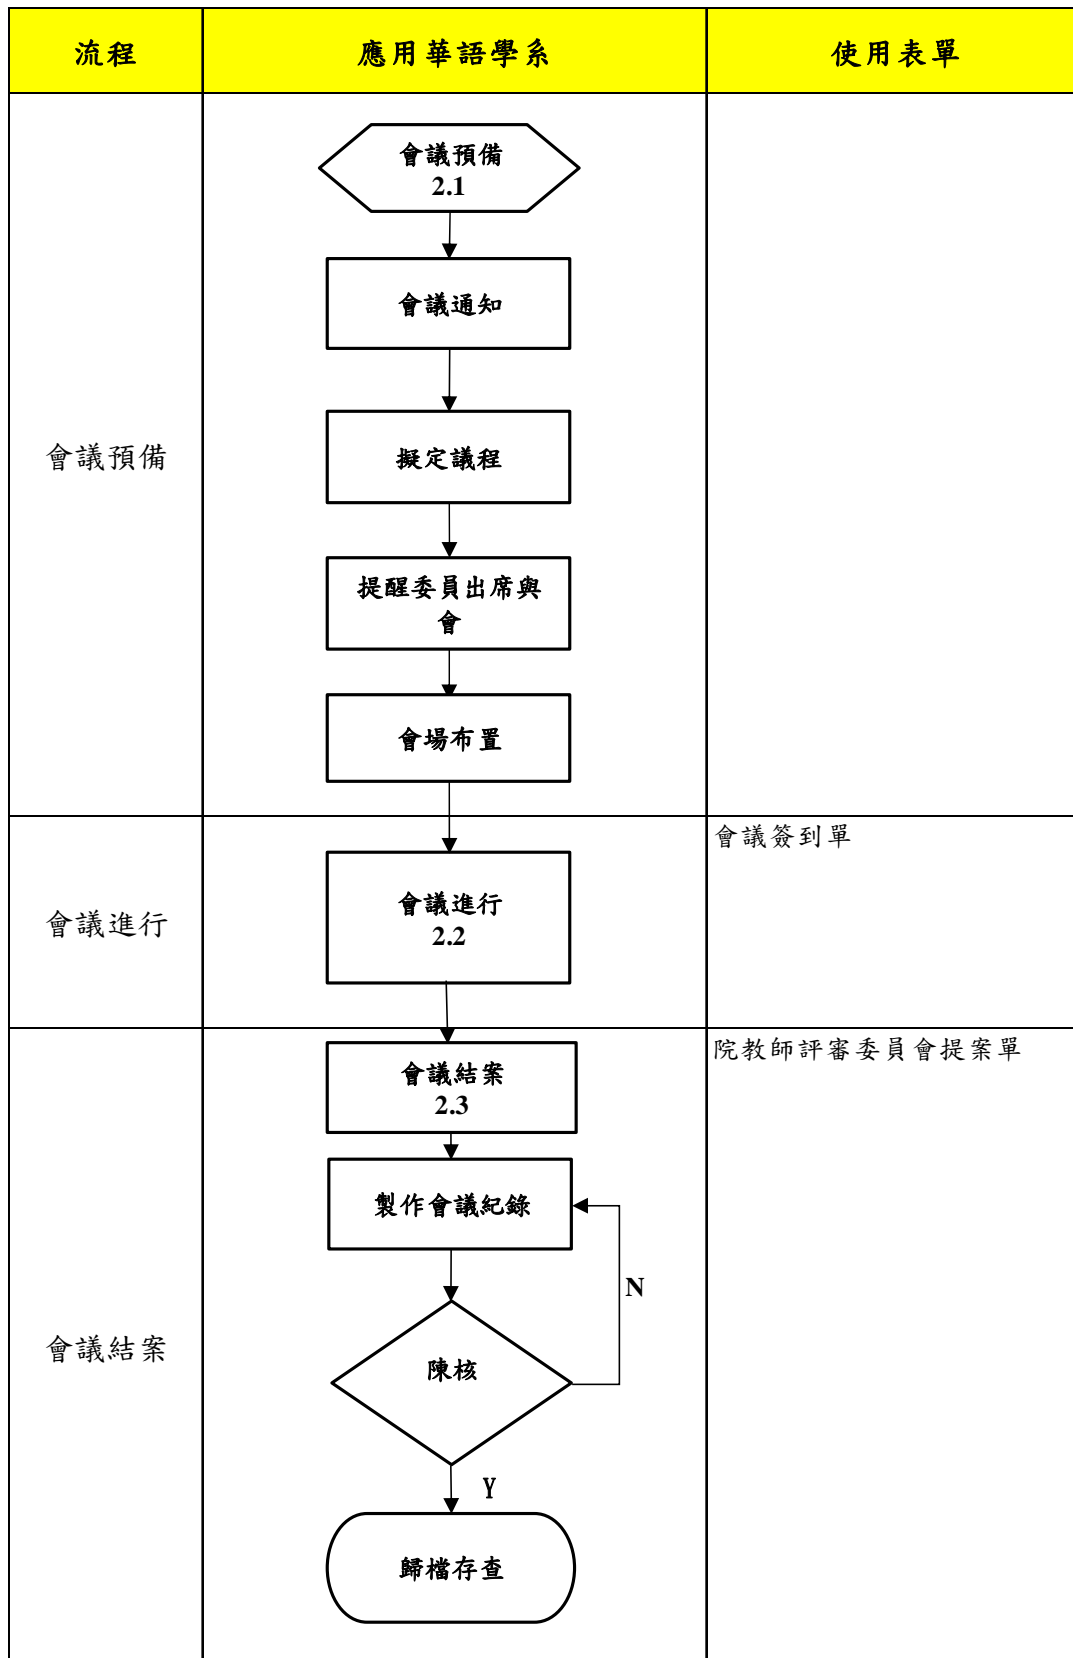 流程
應用華語學系
使用表單
會議預備
會議預備
2.1
會議通知
擬定議程
提醒委員出席與
會
會場布置
會議進行
會議進行
2.2
會議簽到單
會議結案
會議結案
2.3
製作會議紀錄
N
陳核
Y
歸檔存查
院教師評審委員會提案單